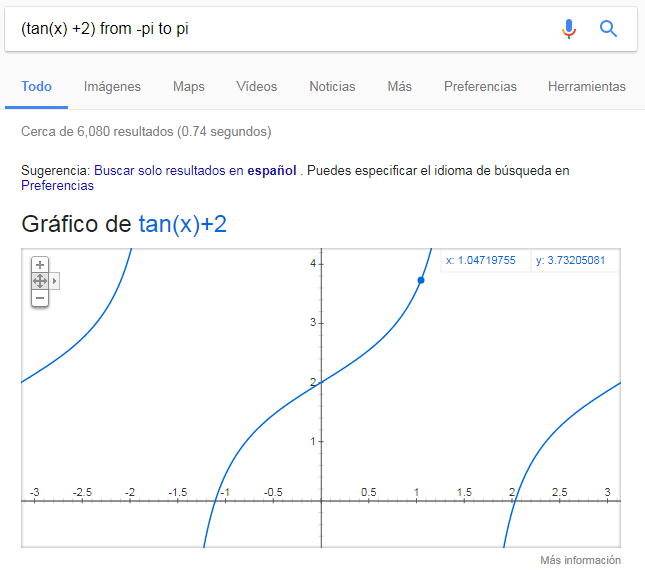 (tan(x) +2) from -pi to pi
Todo Imágenes Maps Vídeos Noticias Más Preferencias Herramientas
Cerca de 6,080 resultados (0.74 segundos)
Sugerencia: Buscar solo resultados en español . Puedes especificar el idioma de búsqueda en
Preferencias
Gráfico de tan(x)+2
x: 1.04719755 y: 3.73205081
4
3
2
1
-3 -2.5 -2 -1.5 -1 -0.5 0.5 1 1.5 2 2.5 3
Más información